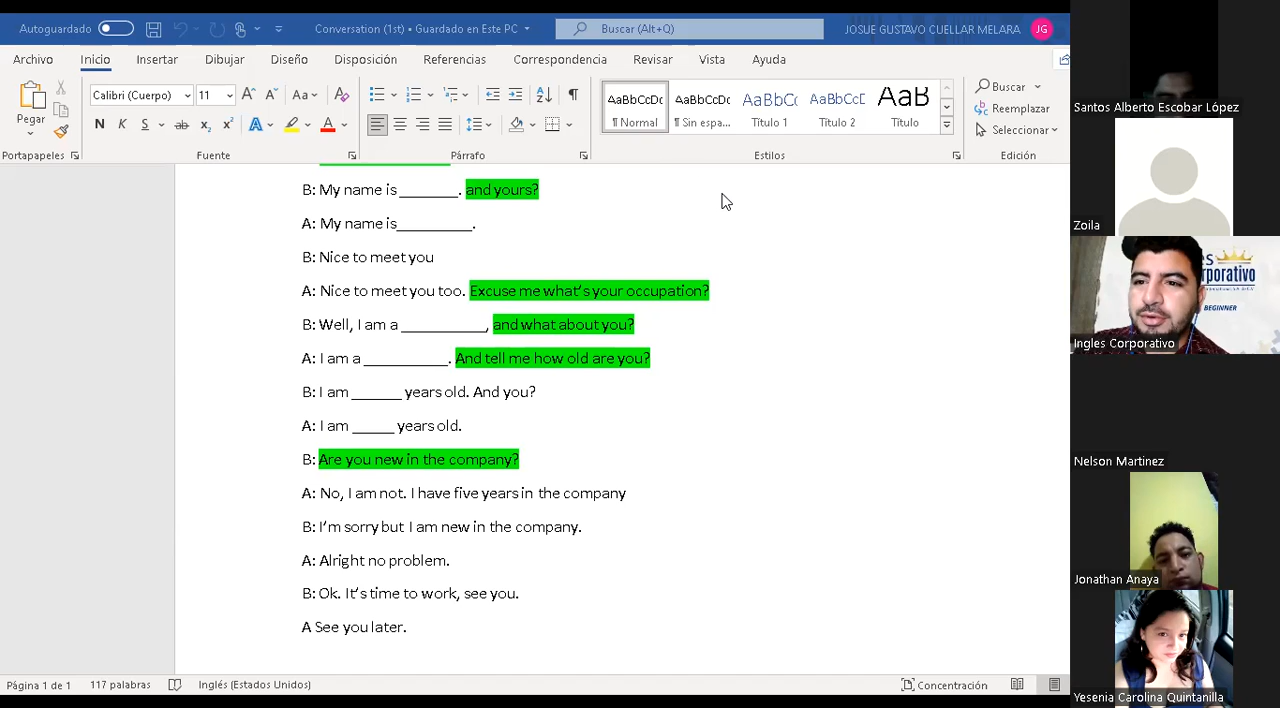 Autoguardado
Conversation (1st) • Guardado en Este PC
Buscar (Alt+Q)
JOSUE GUSTAVO CUELLAR MELARA
JG
Archivo Inicio Insertar Dibujar Diseño Disposición Referencias Correspondencia Revisar Vista Ayuda
Pegar
Calibri (Cuerpo) 11
Aa
N K S ab x₂ x² A A
AaBbCcDc AaBbCcDc AaBbCc AaBbCcE AaB
¶ Normal ¶ Sin espa... Título 1 Título 2 Título
Buscar
Reemplazar
Seleccionar
Portapapeles Fuente Párrafo Estilos Edición
B: My name is _______. and yours?
A: My name is_________.
B: Nice to meet you
A: Nice to meet you too. Excuse me what's your occupation?
B: Well, I am a __________, and what about you?
A: I am a __________. And tell me how old are you?
B: I am ______ years old. And you?
A: I am _____ years old.
B: Are you new in the company?
A: No, I am not. I have five years in the company
B: I'm sorry but I am new in the company.
A: Alright no problem.
B: Ok. It's time to work, see you.
A See you later.
Página 1 de 1 117 palabras Inglés (Estados Unidos) Concentración
Santos Alberto Escobar López
Zoila
BEGINNER
Ingles Corporativo
Nelson Martinez
Jonathan Anaya
Yesenia Carolina Quintanilla